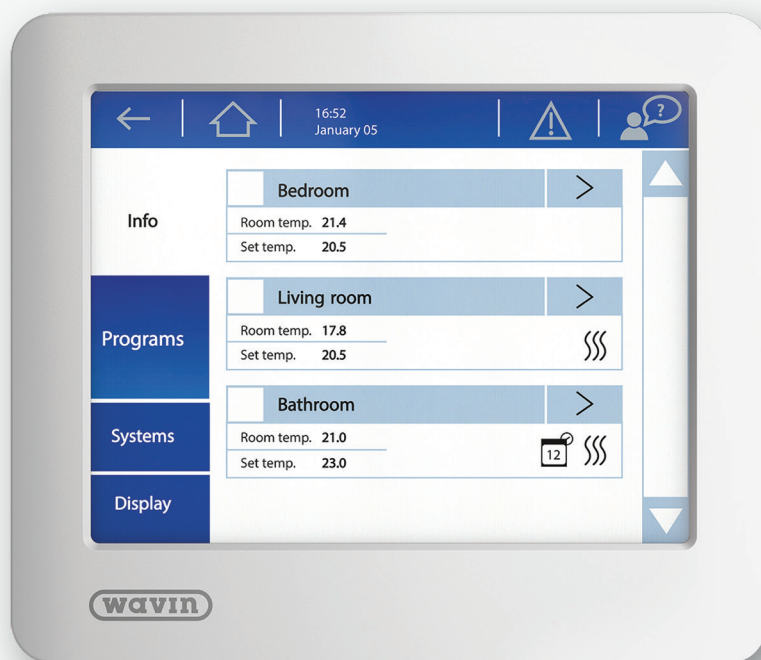 ?
16:52
January 05
Info
Programs
Systems
Display
Bedroom
Room temp. 21.4
Set temp. 20.5
Living room
Room temp. 17.8
Set temp. 20.5
Bathroom
Room temp. 21.0
Set temp. 23.0
12
wavin